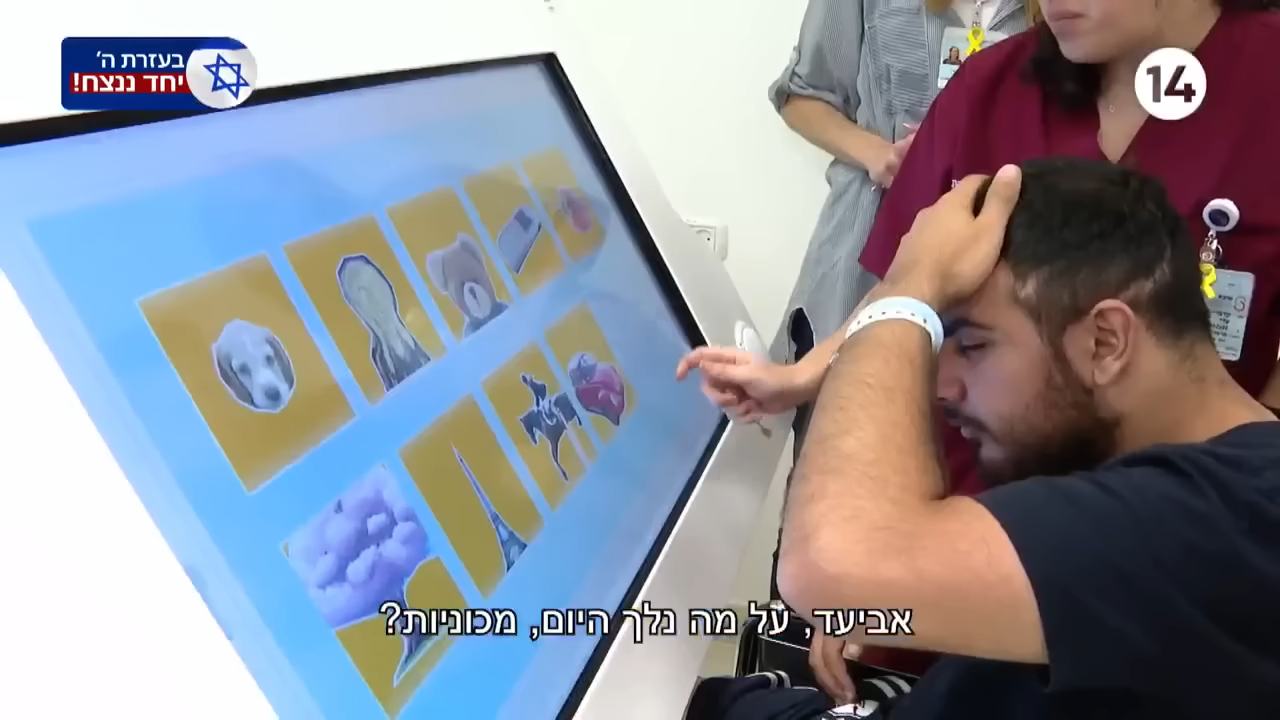 בעזרת ה'
יחד ננצח!
14
אביעד, על מה נלך היום, מכוניות?